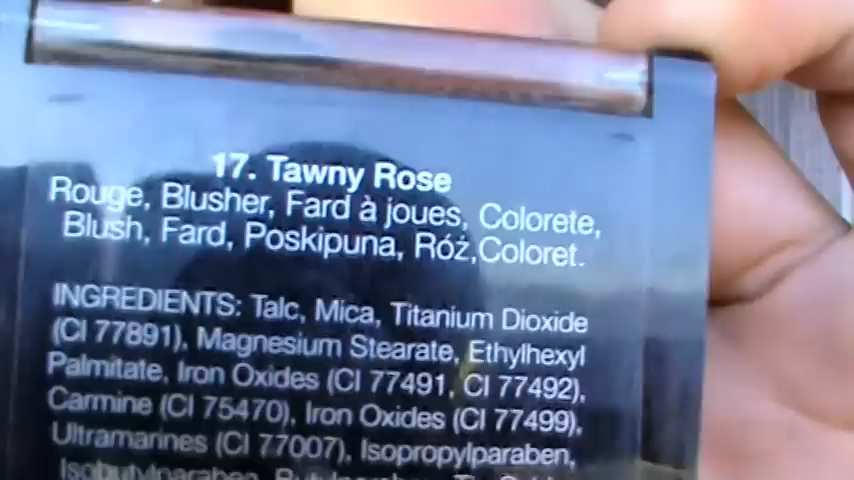 17. Tawny Rose
Rouge, Blusher, Fard à joues, Colorete,
Blush, Fard, Poskipuna, Róż,Coloret.
INGREDIENTS: Talc, Mica, Titanium Dioxide
(CI 77891), Magnesium Stearate, Ethylhexyl
Palmitate, Iron Oxides (CI 77491, CI 77492),
Carmine (CI 75470), Iron Oxides (CI 77499),
Ultramarines (CI 77007), Isopropylparaben,
Isobutylparaben,